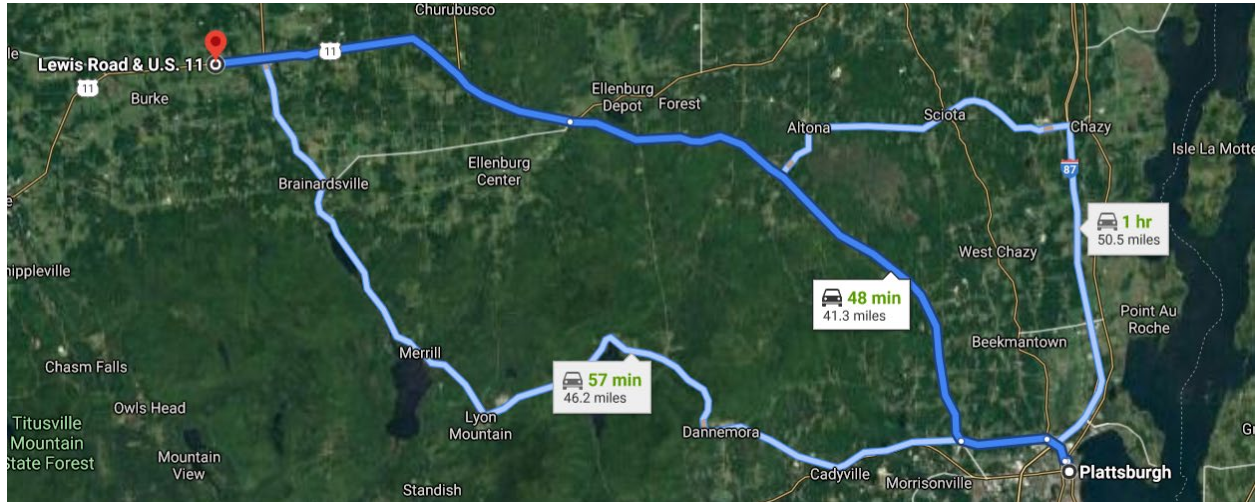 Churubusco
le
Lewis Road & U.S. 11
11
11
Burke
Ellenburg
Depot
Forest
Altona
Sciota
Chazy
Isle La Motte
Ellenburg
Center
87
Brainardsville
1 hr
50.5 miles
West Chazy
hippleville
48 min
41.3 miles
Point Au
Roche
Beekmantown
Merrill
Chasm Falls
57 min
46.2 miles
Owls Head
Lyon
Mountain
Dannemora
Titusville
Mountain
State Forest
Gr
Mountain
View
Cadyville
Plattsburgh
Morrisonville
Standish